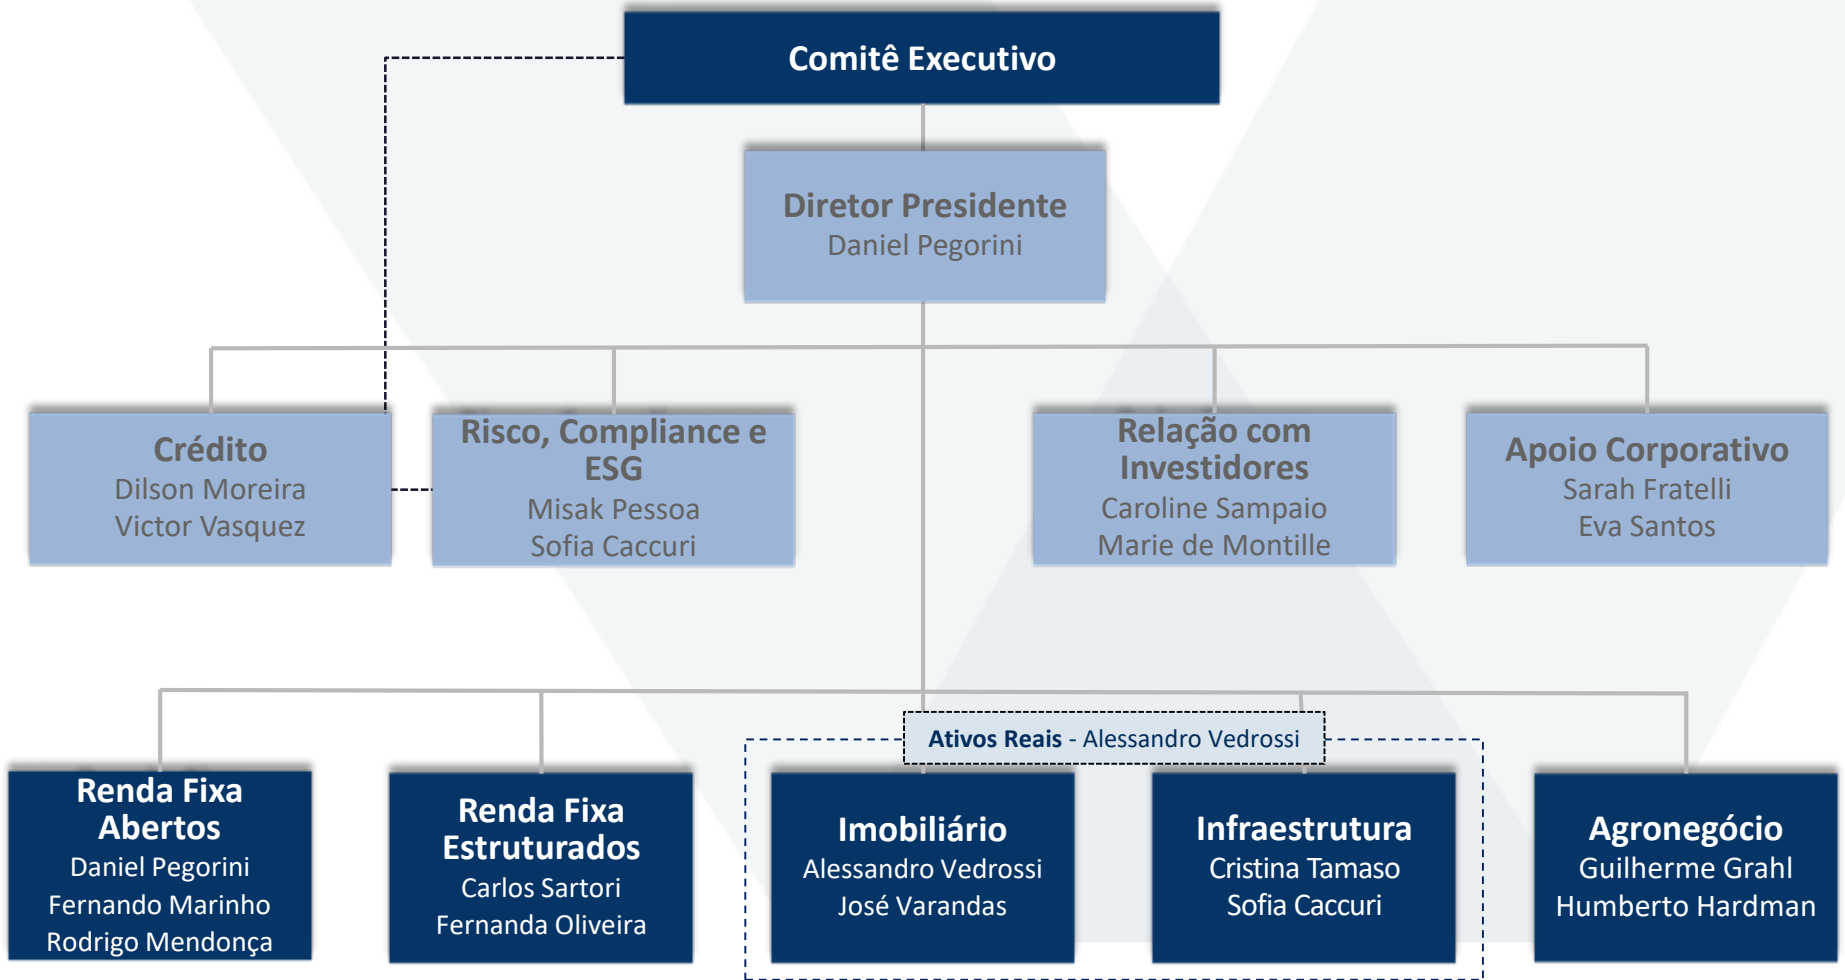 Comitê Executivo
Diretor Presidente
Daniel Pegorini
Crédito
Dilson Moreira
Victor Vasquez
Risco, Compliance e
ESG
Misak Pessoa
Sofia Caccuri
Relação com
Investidores
Caroline Sampaio
Marie de Montille
Apoio Corporativo
Sarah Fratelli
Eva Santos
Ativos Reais - Alessandro Vedrossi
Renda Fixa
Abertos
Daniel Pegorini
Fernando Marinho
Rodrigo Mendonça
Renda Fixa
Estruturados
Carlos Sartori
Fernanda Oliveira
Imobiliário
Alessandro Vedrossi
José Varandas
Infraestrutura
Cristina Tamaso
Sofia Caccuri
Agronegócio
Guilherme Grahl
Humberto Hardman